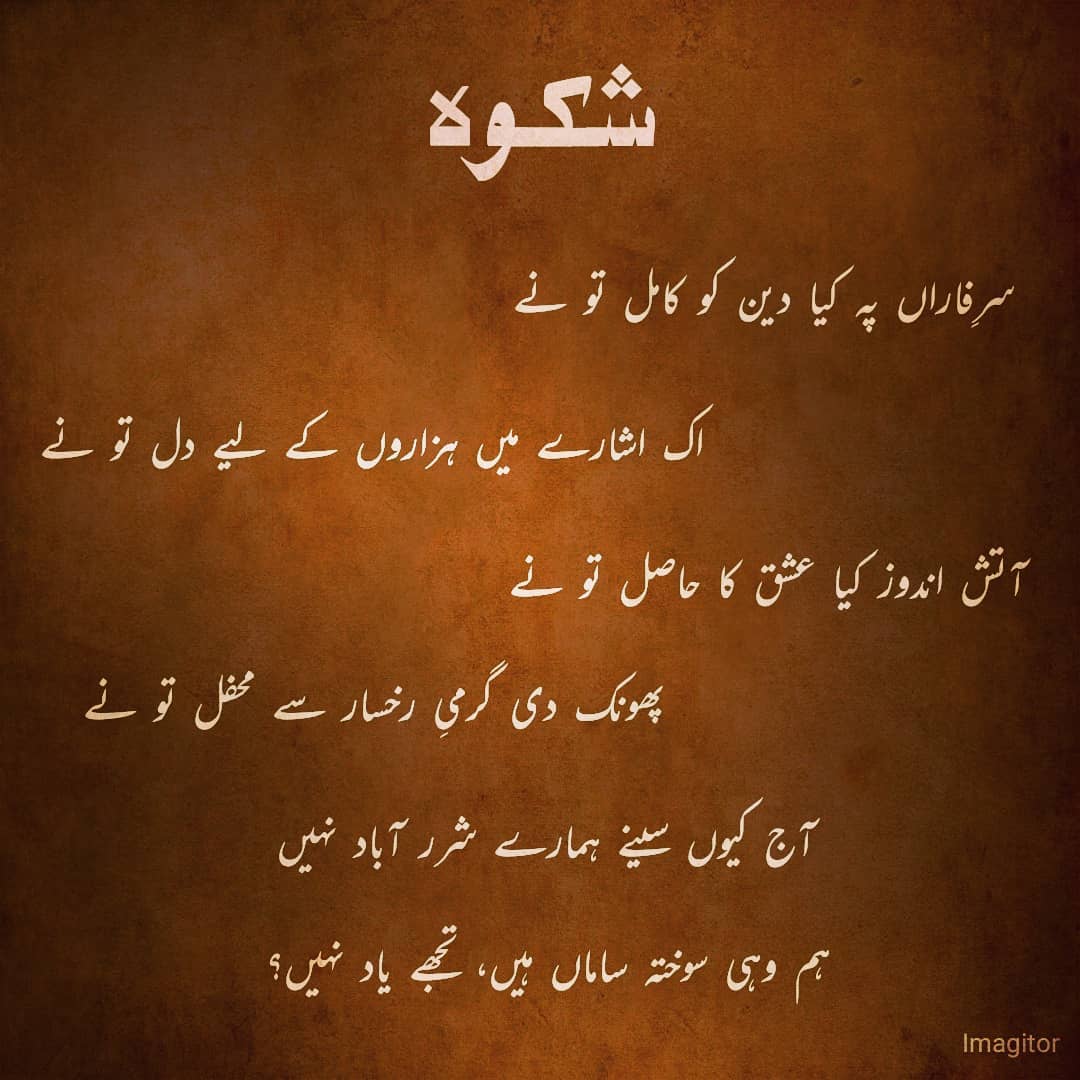 شکوہ
سرِفاراں پہ کیا دین کو کامل تو نے
اک اشارے میں ہزاروں کے لیے دل تو نے
آتش اندوز کیا عشق کا حاصل تو نے
پھونک دی گرمیِ رخسار سے محفل تو نے
آج کیوں سینے ہمارے شرر آباد نہیں
ہم وہی سوختہ ساماں ہیں، تجھے یاد نہیں؟
Imagitor